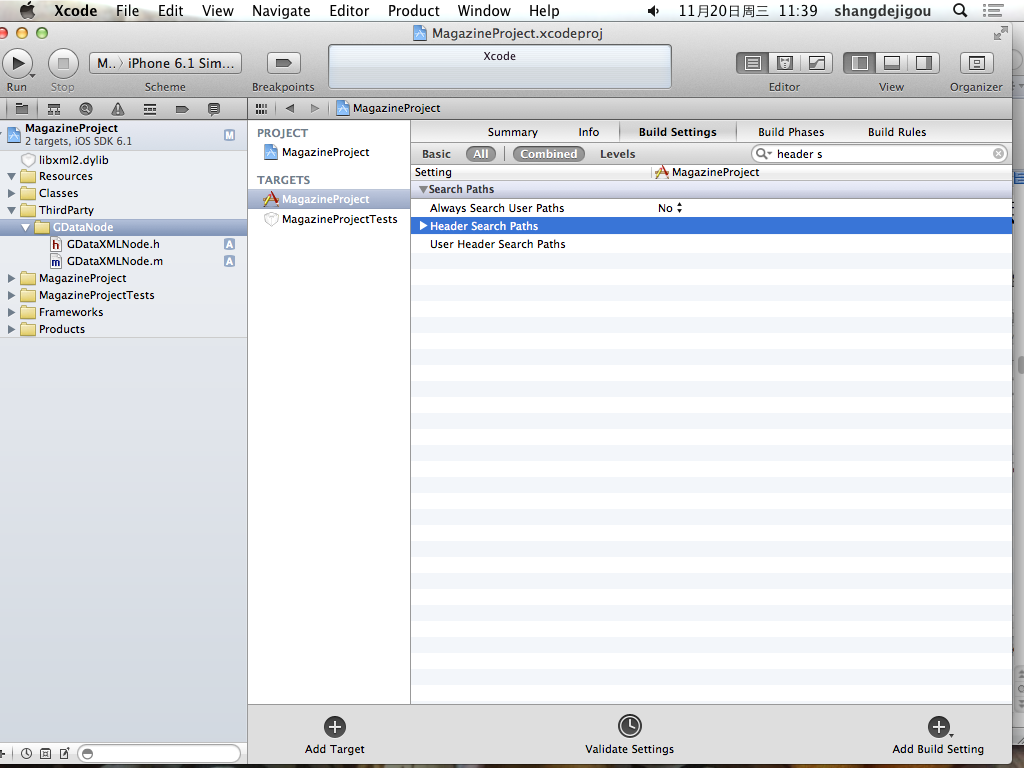 Xcode File Edit View Navigate Editor Product Window Help 11月20日周三 11:39 shangdejigou
MagazineProject.xcodeproj
M..〉iPhone 6.1 Sim... Xcode
Run Stop Scheme Breakpoints Editor View Organizer
MagazineProject
MagazineProject M
2 targets, iOS SDK 6.1
libxml2.dylib
Resources
Classes
ThirdParty
GDataNode
h GDataXMLNode.h A
m GDataXMLNode.m A
MagazineProject
MagazineProjectTests
Frameworks
Products
PROJECT
MagazineProject
TARGETS
MagazineProject
MagazineProjectTests
Summary Info Build Settings Build Phases Build Rules
Basic All Combined Levels header s
Setting MagazineProject
Search Paths
Always Search User Paths No
Header Search Paths
User Header Search Paths
Add Target Validate Settings Add Build Setting